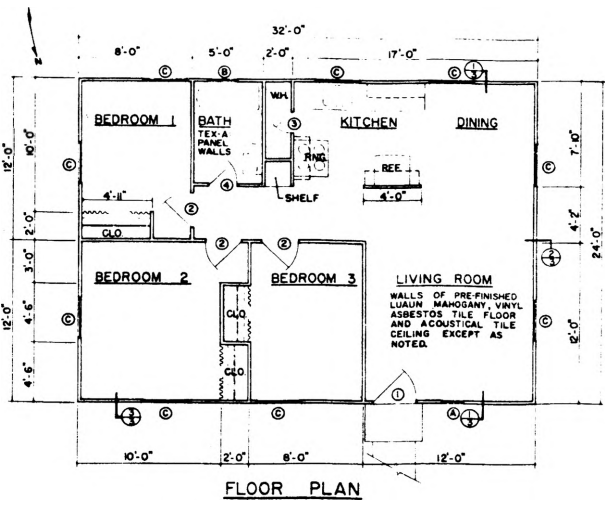 32'-0"
8'-0"
5'-0"
2'-0"
17'-0"
N
C
B
C
C
1
3
W.H.
BEDROOM 1
BATH
TEX-A
PANEL
WALLS
3
KITCHEN
DINING
RNG.
REF.
4
SHELF
4'-0"
4'-11"
2
CLO.
C
C
12'-0"
10'-0"
2'-0"
7'-10"
4'-2"
24'-0"
2
2
2
3
BEDROOM 2
BEDROOM 3
LIVING ROOM
WALLS OF PRE-FINISHED
LUAUN MAHOGANY, VINYL
ASBESTOS TILE FLOOR
AND ACOUSTICAL TILE
CEILING EXCEPT AS
NOTED.
CLO.
CLO.
C
C
12'-0"
3'-0"
4'-6"
4'-6"
12'-0"
1
3
3
C
C
A
1
3
10'-0"
2'-0"
8'-0"
12'-0"
FLOOR PLAN